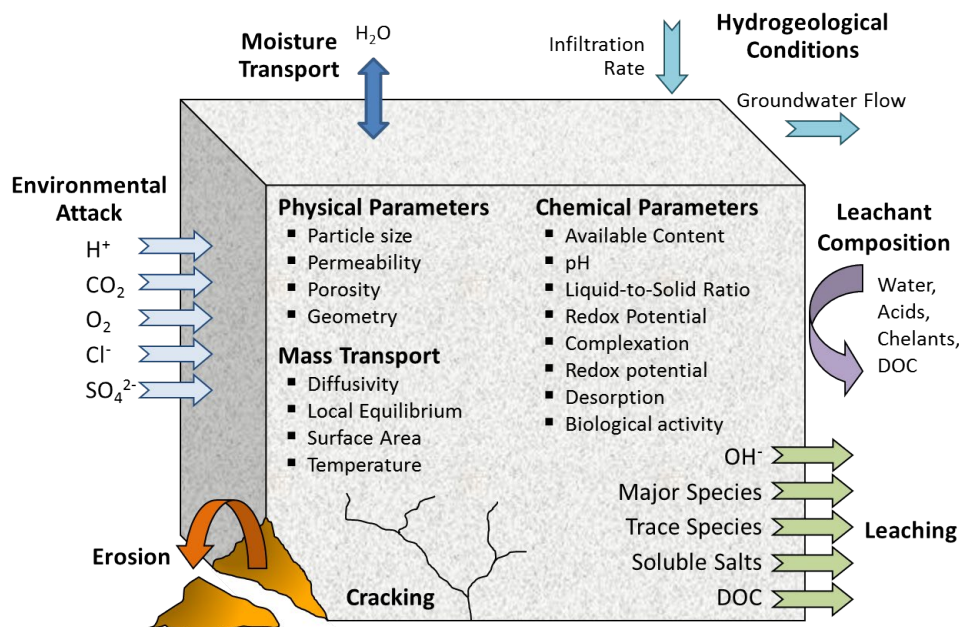 Moisture
Transport
H₂O
Hydrogeological
Conditions
Infiltration
Rate
Groundwater Flow
Environmental
Attack
H⁺
CO₂
O₂
Cl⁻
SO₄²⁻
Physical Parameters
▪ Particle size
▪ Permeability
▪ Porosity
▪ Geometry
Mass Transport
▪ Diffusivity
▪ Local Equilibrium
▪ Surface Area
▪ Temperature
Chemical Parameters
▪ Available Content
▪ pH
▪ Liquid-to-Solid Ratio
▪ Redox Potential
▪ Complexation
▪ Redox potential
▪ Desorption
▪ Biological activity
Leachant
Composition
Water,
Acids,
Chelants,
DOC
OH⁻
Major Species
Trace Species
Soluble Salts
DOC
Leaching
Erosion
Cracking